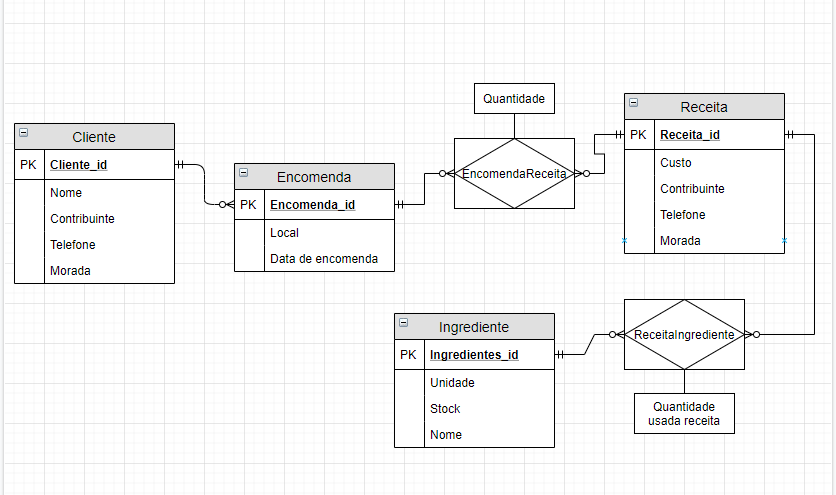 Cliente
PK Cliente_id
Nome
Contribuinte
Telefone
Morada
Encomenda
PK Encomenda_id
Local
Data de encomenda
Quantidade
EncomendaReceita
Receita
PK Receita_id
Custo
Contribuinte
Telefone
Morada
Ingrediente
PK Ingredientes_id
Unidade
Stock
Nome
ReceitaIngrediente
Quantidade
usada receita